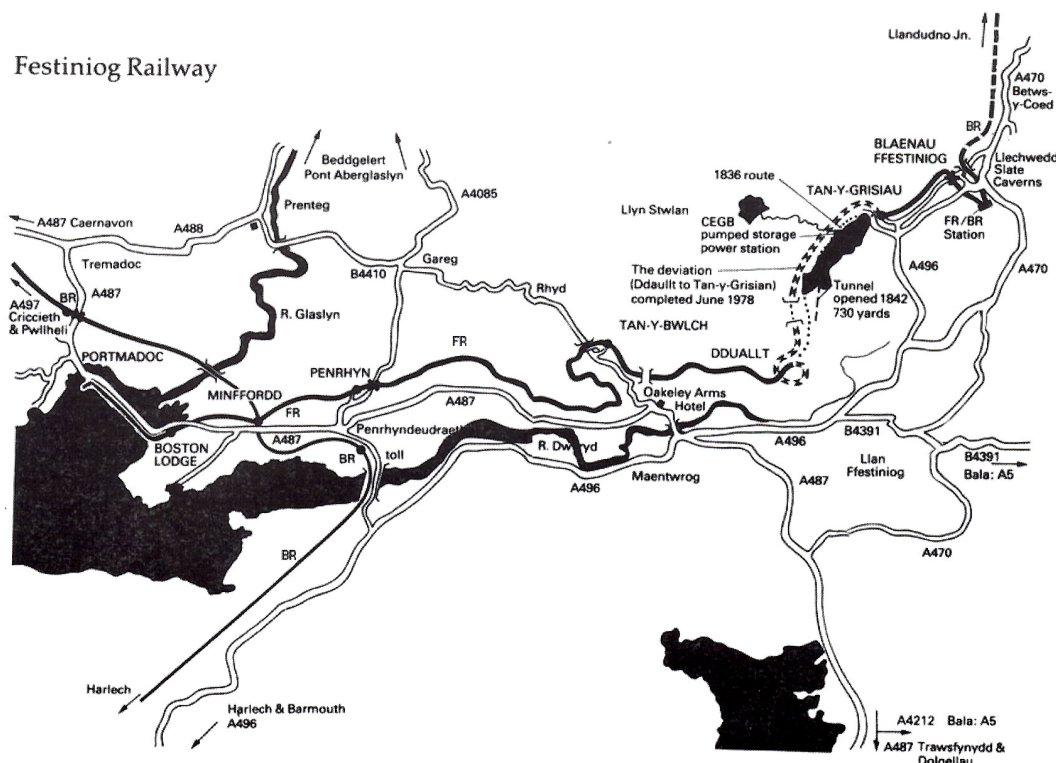 Festiniog Railway
Llandudno Jn.
A470
Betws-
y-Coed
BR
BLAENAU
FFESTINIOG
Llechwedd
Slate
Caverns
1836 route
TAN-Y-GRISIAU
Beddgelert
Pont Aberglaslyn
A4085
Prenteg
Llyn Stwlan
CEGB
pumped storage
power station
FR/BR
Station
A487 Caernavon
A488
Tremadoc
B4410
Gareg
A496
A470
The deviation
(Ddaullt to Tan-y-Grisian)
completed June 1978
Rhyd
Tunnel
opened 1842
730 yards
BR
A487
A497
Criccieth
& Pwllheli
R. Glaslyn
TAN-Y-BWLCH
FR
DDUALLT
PORTMADOC
PENRHYN
MINFFORDD
Oakeley Arms
Hotel
FR
A487
BOSTON
LODGE
A487
Penrhyndeudraeth
R. Dwyryd
A496
B4391
BR
toll
A496
Maentwrog
A487
Llan
Ffestiniog
B4391
Bala: A5
BR
A470
Harlech
Harlech & Barmouth
A496
A4212 Bala: A5
A487 Trawsfynydd &
Dolgellau